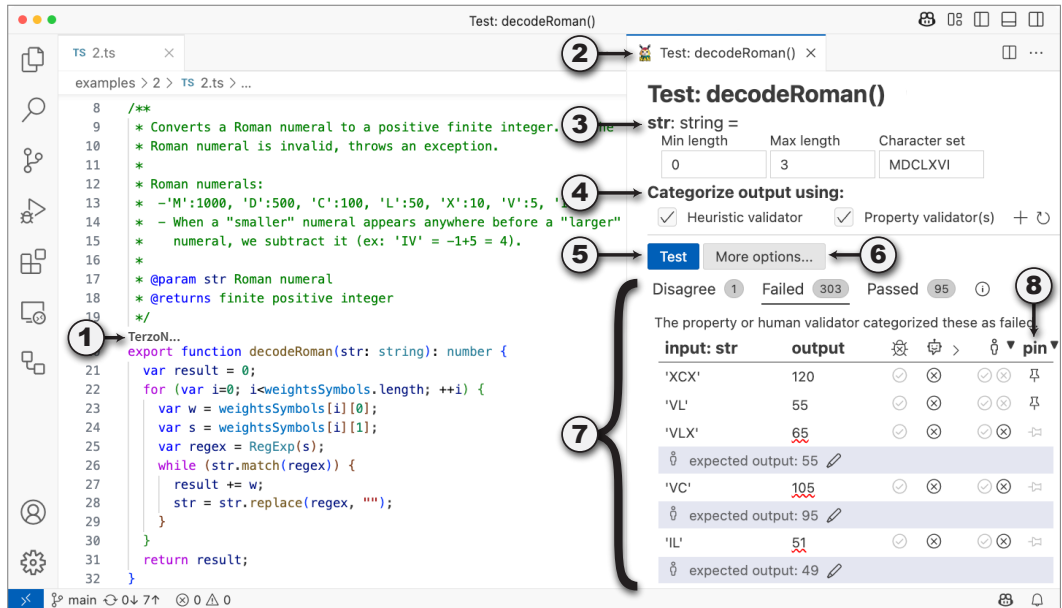 Test: decodeRoman()
TS 2.ts ×
examples > 2 > TS 2.ts > ...
8 /**
9 * Converts a Roman numeral to a positive finite integer.
10 * Roman numeral is invalid, throws an exception.
11 *
12 * Roman numerals:
13 * -'M':1000, 'D':500, 'C':100, 'L':50, 'X':10, 'V':5,
14 * - When a "smaller" numeral appears anywhere before a "larger"
15 * numeral, we subtract it (ex: 'IV' = -1+5 = 4).
16 *
17 * @param str Roman numeral
18 * @returns finite positive integer
19 */
1
TerzoN...
export function decodeRoman(str: string): number {
21 var result = 0;
22 for (var i=0; i<weightsSymbols.length; ++i) {
23 var w = weightsSymbols[i][0];
24 var s = weightsSymbols[i][1];
25 var regex = RegExp(s);
26 while (str.match(regex)) {
27 result += w;
28 str = str.replace(regex, "");
29 }
30 }
31 return result;
32 }
2
Test: decodeRoman() ×
Test: decodeRoman()
3
str: string =
Min length Max length Character set
0 3 MDCLXVI
4
Categorize output using:
Heuristic validator Property validator(s)
5
Test More options...
6
7
Disagree 1 Failed 303 Passed 95
8
The property or human validator categorized these as failed.
input: str output pin
'XCX' 120
'VL' 55
'VLX' 65
expected output: 55
'VC' 105
expected output: 95
'IL' 51
expected output: 49
main 0↓ 7↑ 0 0